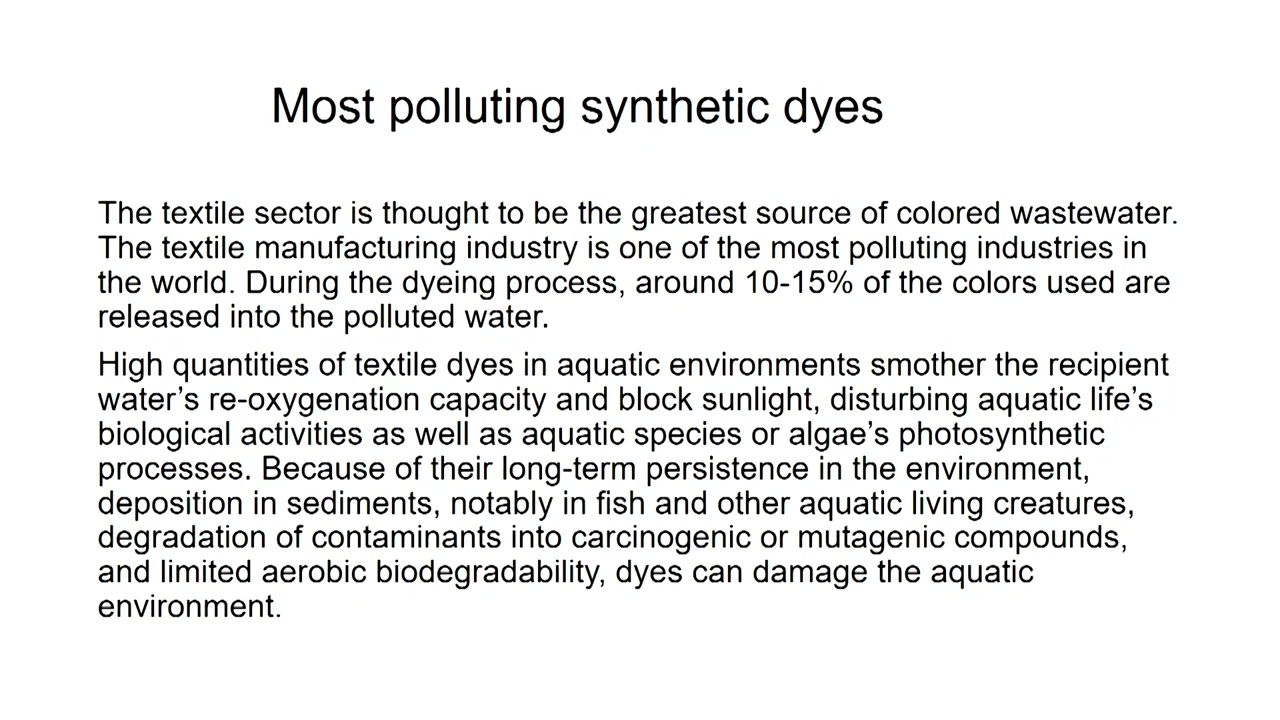 Most polluting synthetic dyes
The textile sector is thought to be the greatest source of colored wastewater.
The textile manufacturing industry is one of the most polluting industries in
the world. During the dyeing process, around 10-15% of the colors used are
released into the polluted water.
High quantities of textile dyes in aquatic environments smother the recipient
water’s re-oxygenation capacity and block sunlight, disturbing aquatic life’s
biological activities as well as aquatic species or algae’s photosynthetic
processes. Because of their long-term persistence in the environment,
deposition in sediments, notably in fish and other aquatic living creatures,
degradation of contaminants into carcinogenic or mutagenic compounds,
and limited aerobic biodegradability, dyes can damage the aquatic
environment.